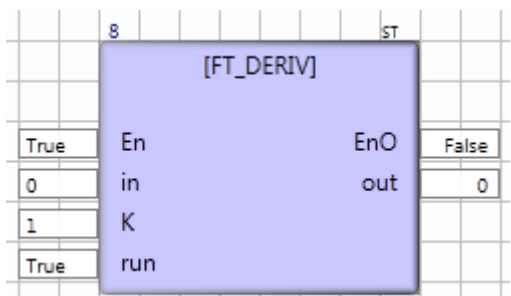 8 ST
[FT_DERIV]
True En EnO False
0 in out 0
1 K
True run